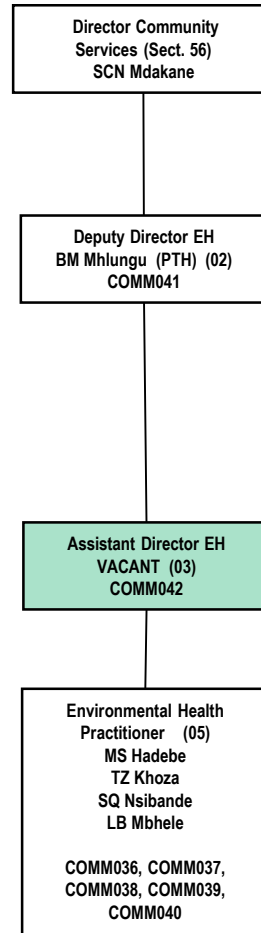 Director Community
Services (Sect. 56)
SCN Mdakane
Deputy Director EH
BM Mhlungu (PTH) (02)
COMM041
Assistant Director EH
VACANT (03)
COMM042
Environmental Health
Practitioner (05)
MS Hadebe
TZ Khoza
SQ Nsibande
LB Mbhele
COMM036, COMM037,
COMM038, COMM039,
COMM040